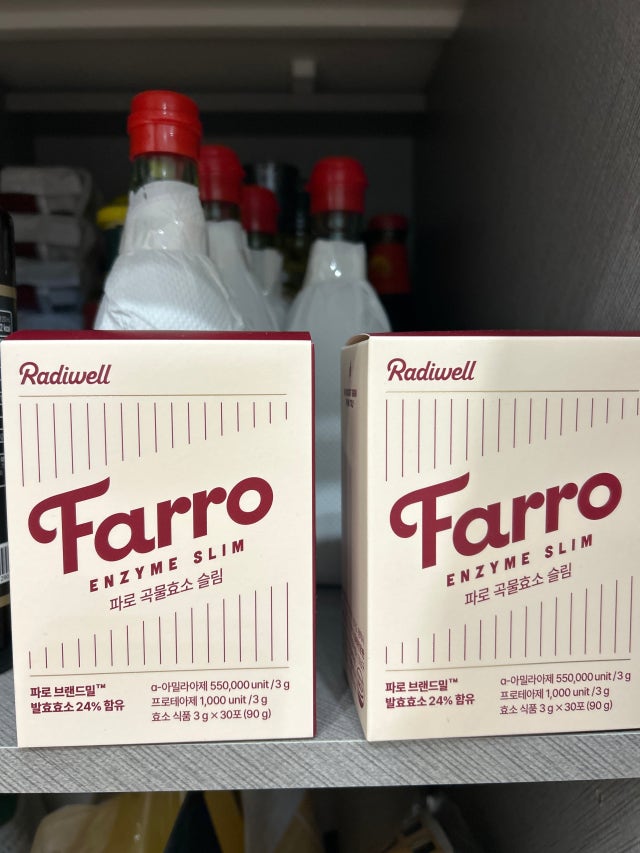 Radiwell
Farro
ENZYME SLIM
파로 곡물효소 슬림
파로 브랜드밀™
발효효소 24% 함유
α-아밀라아제 550,000 unit / 3 g
프로테아제 1,000 unit / 3 g
효소 식품 3 g × 30포 (90 g)
Radiwell
Farro
ENZYME SLIM
파로 곡물효소 슬림
파로 브랜드밀™
발효효소 24% 함유
α-아밀라아제 550,000 unit / 3 g
프로테아제 1,000 unit / 3 g
효소 식품 3 g × 30포 (90 g)